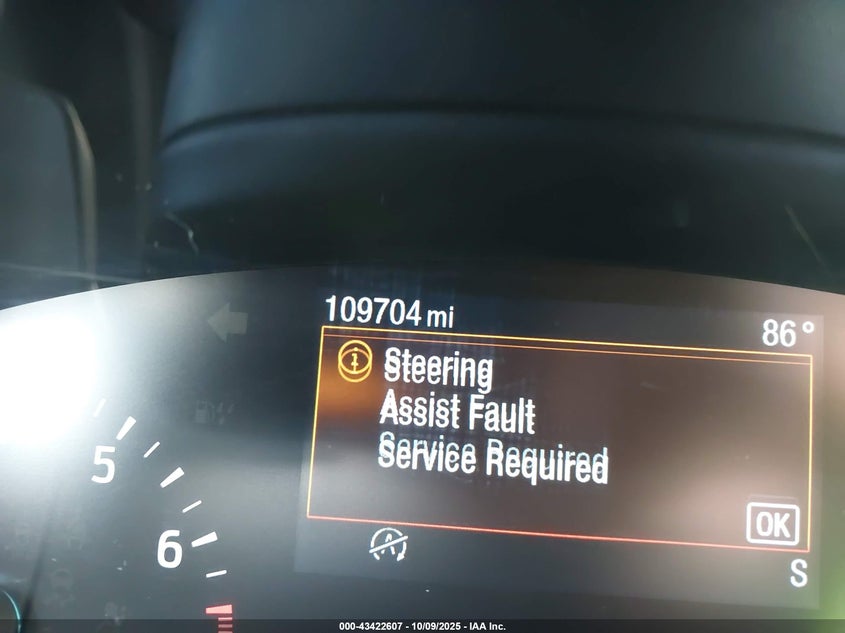 109704 mi
86°
Steering
Assist Fault
Service Required
OK
5
A
6
S
000-43422607 - 10/09/2025 - IAA Inc.